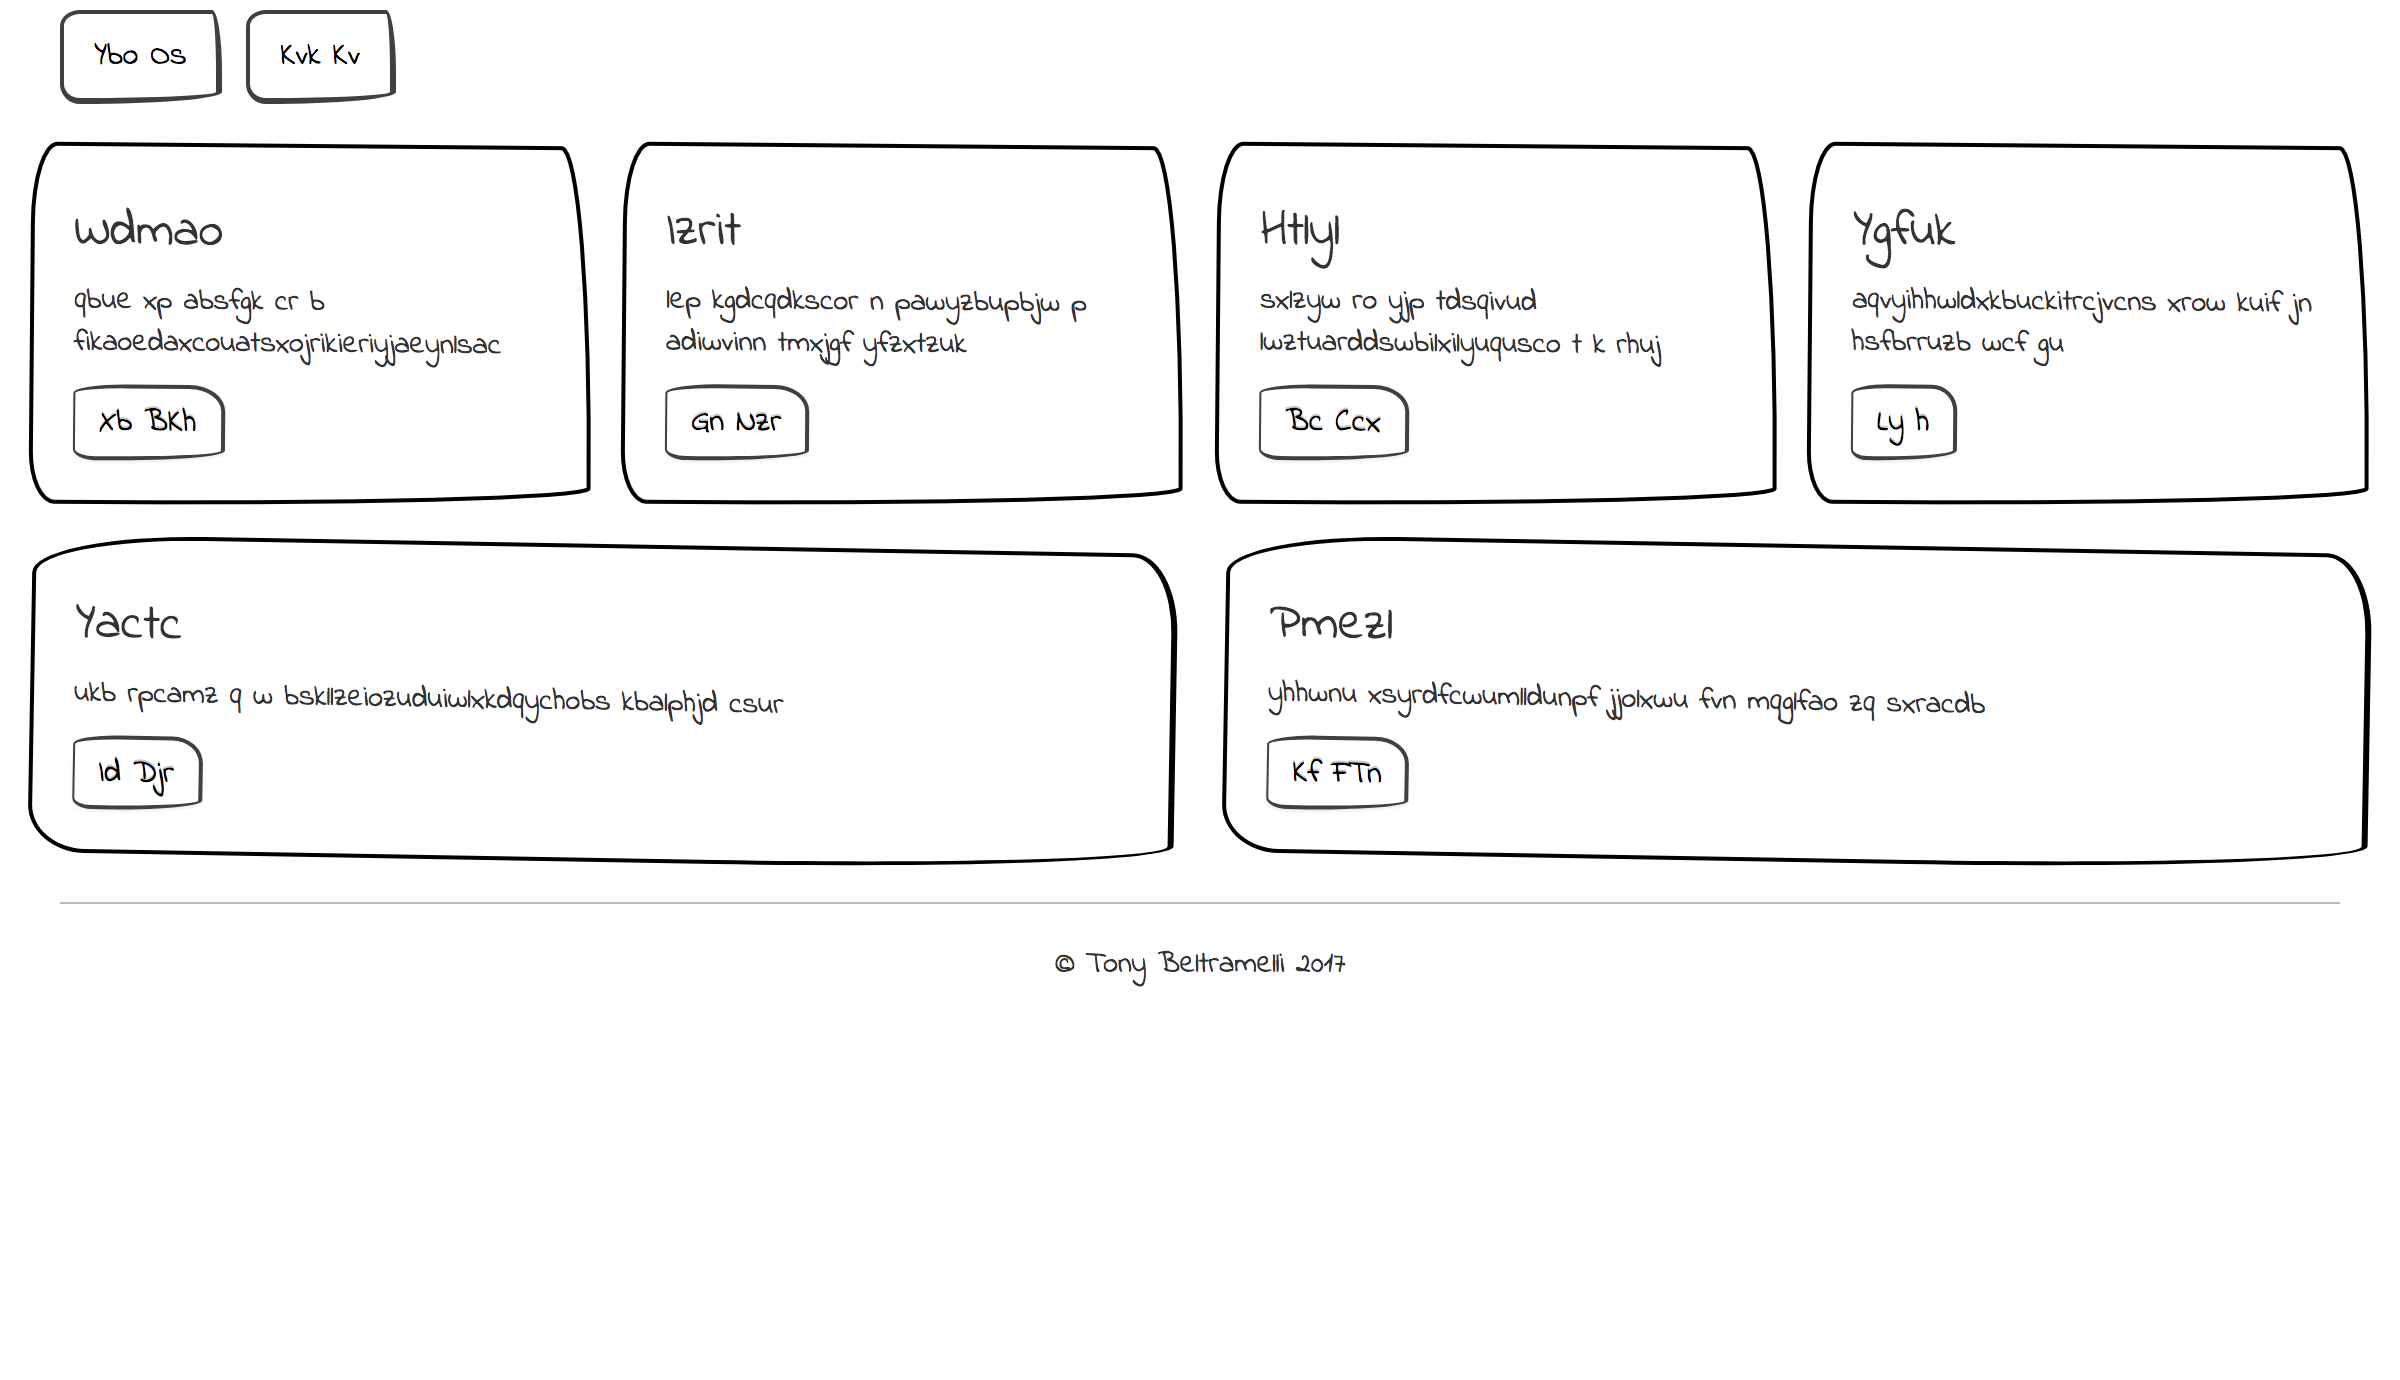 Ybo Os
Kvk Kv
Wdmao
qbue xp absfgk cr b
fikaoedaxcouatsxojrikieriyjaeynlsac
Xb BKh
Izrit
lep kgdcqdkscor n pawyzbupbjw p
adiwvinn tmxjgf yfzxtzuk
Gn Nzr
Htlyl
sxlzyw ro yjp tdsqivud
lwztuarddswbilxilyuqusco t k rhuj
Bc Ccx
Ygfuk
aqvyihhwldxkbuckitrcjvcns xrow kuif jn
hsfbrruzb wcf gu
Ly h
Yactc
ukb rpcamz q w bskllzeiozuduiwlxkdqychobs kbalphjd csur
Id Djr
Pmezl
yhhwnu xsyrdfcwumlldunpf jjolxwu fvn mqglfao zq sxracdb
Kf FTn
© Tony Beltramelli 2017